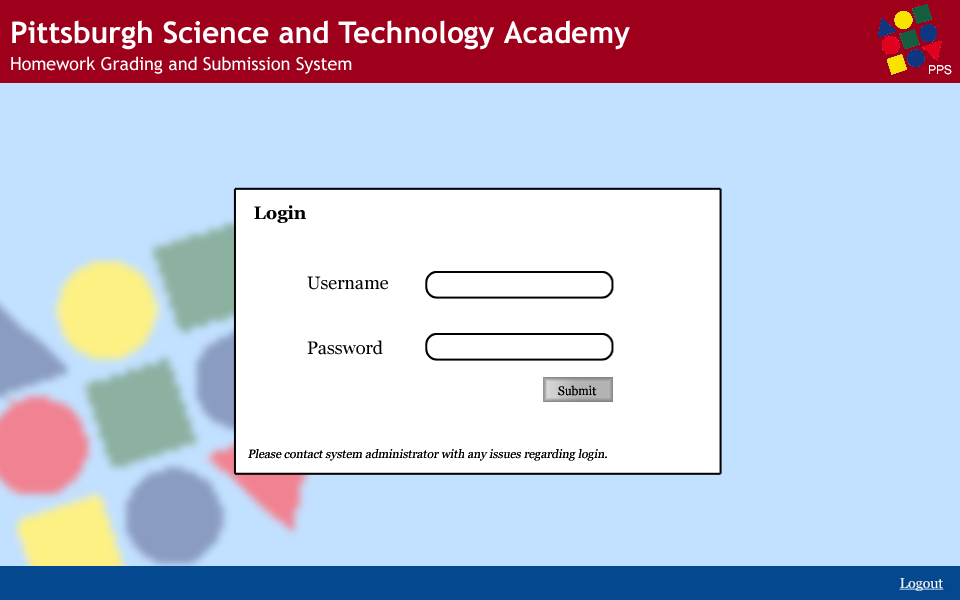 Pittsburgh Science and Technology Academy
Homework Grading and Submission System
PPS
Login
Username
Password
Submit
Please contact system administrator with any issues regarding login.
Logout